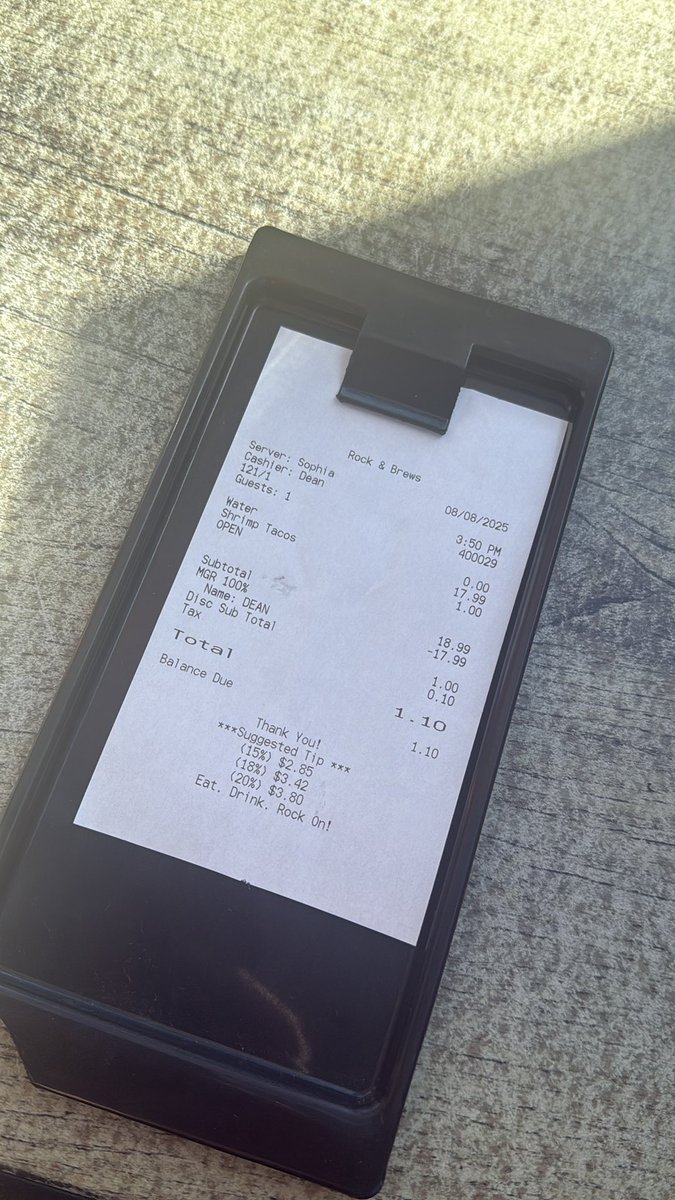 Rock & Brews
Server: Sophia 08/08/2025
Cashier: Dean 3:50 PM
121/1 400029
Guests: 1
Water 0.00
Shrimp Tacos 17.99
OPEN 1.00
Subtotal 18.99
MGR 100% -17.99
Name: DEAN
Disc Sub Total 1.00
Tax 0.10
Total 1.10
Balance Due 1.10
Thank You!
***Suggested Tip ***
(15%) $2.85
(18%) $3.42
(20%) $3.80
Eat. Drink. Rock On!